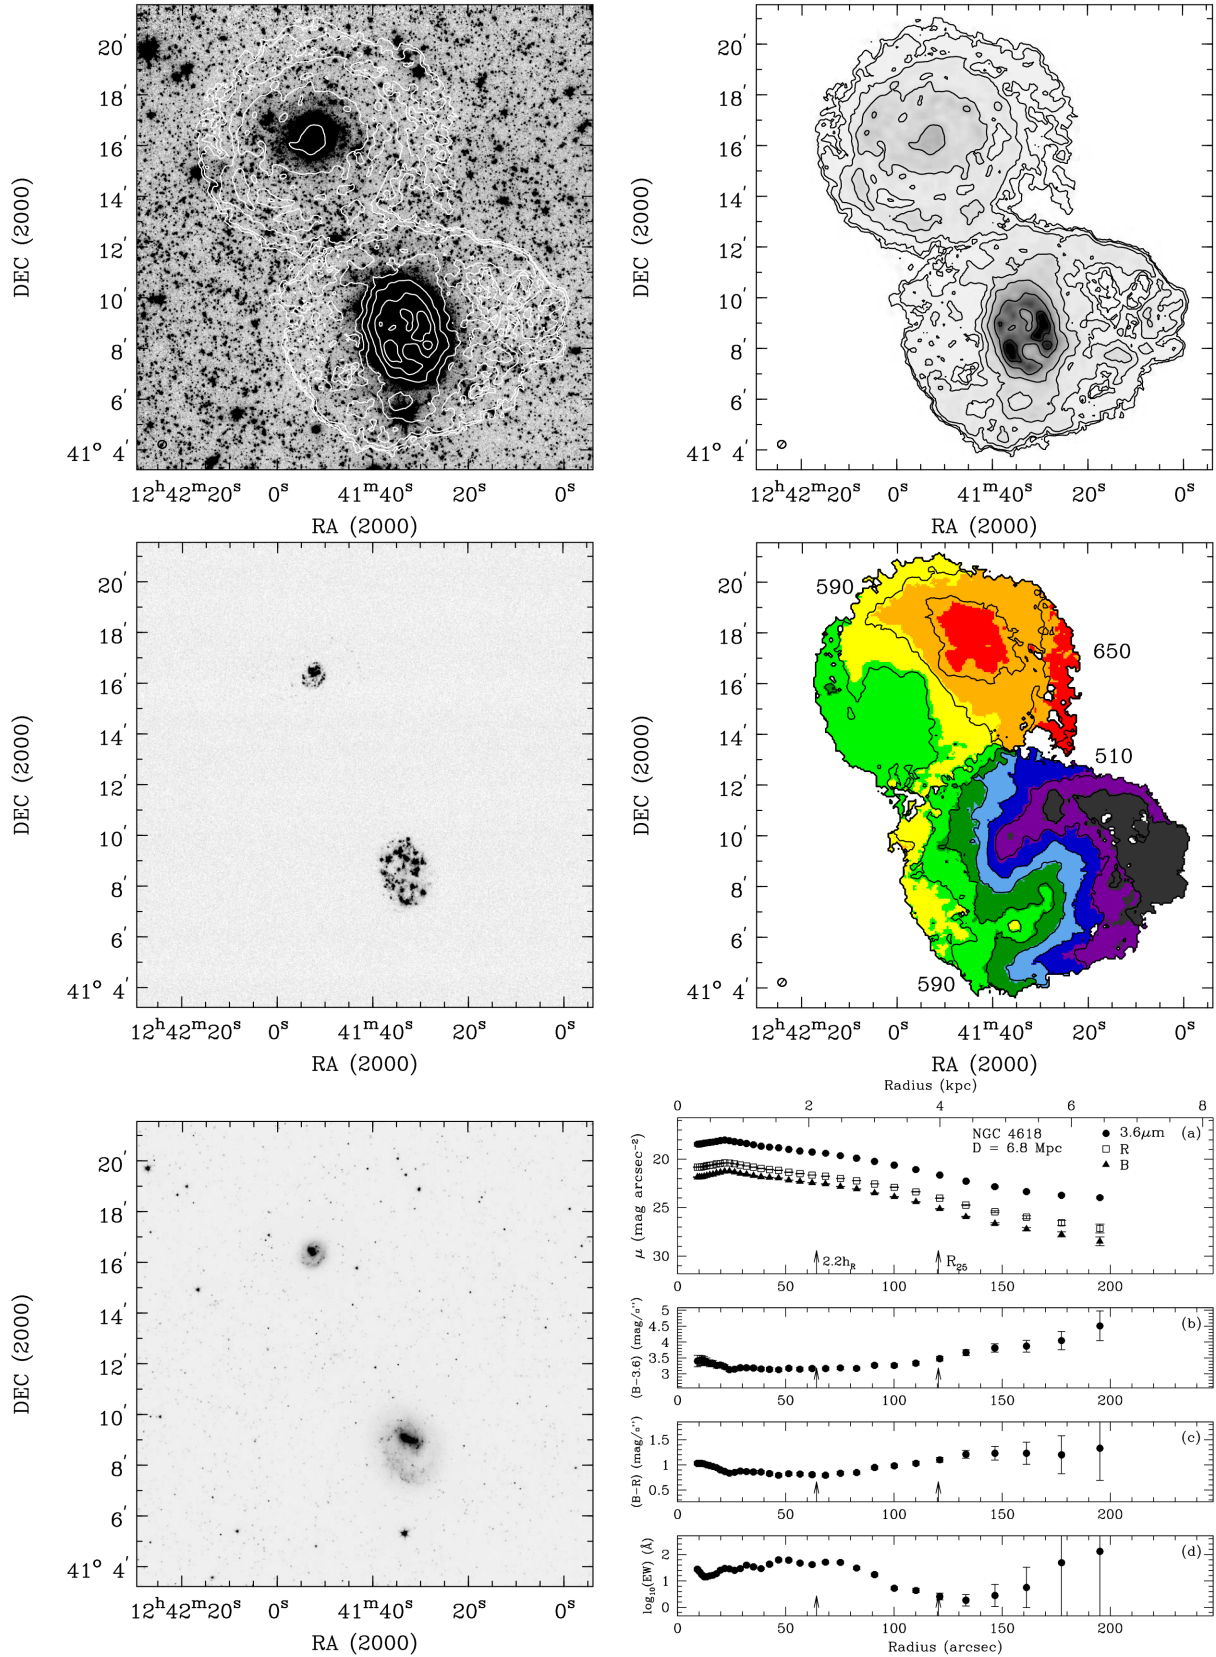 20′
18′
16′
14′
12′
10′
8′
6′
41° 4′
DEC (2000)
12ʰ42ᵐ20ˢ 0ˢ 41ᵐ40ˢ 20ˢ 0ˢ
RA (2000)
20′
18′
16′
14′
12′
10′
8′
6′
41° 4′
DEC (2000)
12ʰ42ᵐ20ˢ 0ˢ 41ᵐ40ˢ 20ˢ 0ˢ
RA (2000)
20′
18′
16′
14′
12′
10′
8′
6′
41° 4′
DEC (2000)
12ʰ42ᵐ20ˢ 0ˢ 41ᵐ40ˢ 20ˢ 0ˢ
RA (2000)
20′
18′
16′
14′
12′
10′
8′
6′
41° 4′
DEC (2000)
590
650
510
590
12ʰ42ᵐ20ˢ 0ˢ 41ᵐ40ˢ 20ˢ 0ˢ
RA (2000)
20′
18′
16′
14′
12′
10′
8′
6′
41° 4′
DEC (2000)
12ʰ42ᵐ20ˢ 0ˢ 41ᵐ40ˢ 20ˢ 0ˢ
RA (2000)
Radius (kpc)
0 2 4 6 8
NGC 4618
D = 6.8 Mpc
3.6μm
R
B
(a)
20
25
30
μ (mag arcsec⁻²)
2.2h_R
R₂₅
0 50 100 150 200
(B-3.6) (mag/□″)
5
4.5
4
3.5
3
(b)
0 50 100 150 200
(B-R) (mag/□″)
1.5
1
0.5
(c)
0 50 100 150 200
log₁₀(EW) (Å)
2
1
0
(d)
0 50 100 150 200
Radius (arcsec)